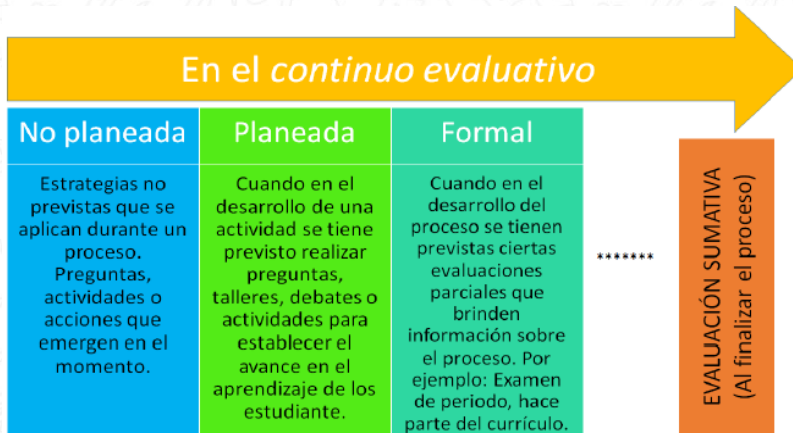 En el continuo evaluativo
No planeada
Estrategias no
previstas que se
aplican durante un
proceso.
Preguntas,
actividades o
acciones que
emergen en el
momento.
Planeada
Cuando en el
desarrollo de una
actividad se tiene
previsto realizar
preguntas,
talleres, debates o
actividades para
establecer el
avance en el
aprendizaje de los
estudiante.
Formal
Cuando en el
desarrollo del
proceso se tienen
previstas ciertas
evaluaciones
parciales que
brinden
información sobre
el proceso. Por
ejemplo: Examen
de periodo, hace
parte del currículo.
*******
EVALUACIÓN SUMATIVA
(Al finalizar el proceso)